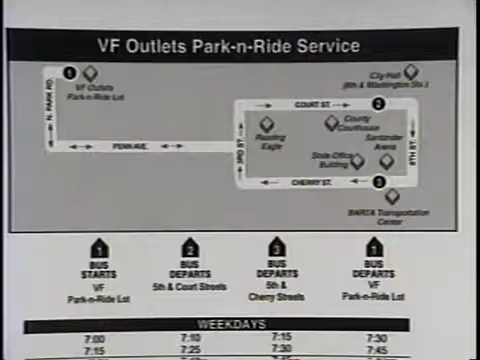 VF Outlets Park-n-Ride Service
1
VF Outlets
Park-n-Ride Lot
City Hall
(8th & Washington Sts.)
N. PARK RD.
COURT ST.
2
Reading
Eagle
County
Courthouse
Santander
Arena
State Office
Building
PENN AVE.
3RD ST.
6TH ST.
CHERRY ST.
3
BARTA Transportation
Center
1
BUS
STARTS
VF
Park-n-Ride Lot
2
BUS
DEPARTS
5th & Court Streets
3
BUS
DEPARTS
5th &
Cherry Streets
1
BUS
DEPARTS
VF
Park-n-Ride Lot
WEEKDAYS
7:00 7:10 7:15 7:30
7:15 7:25 7:30 7:45